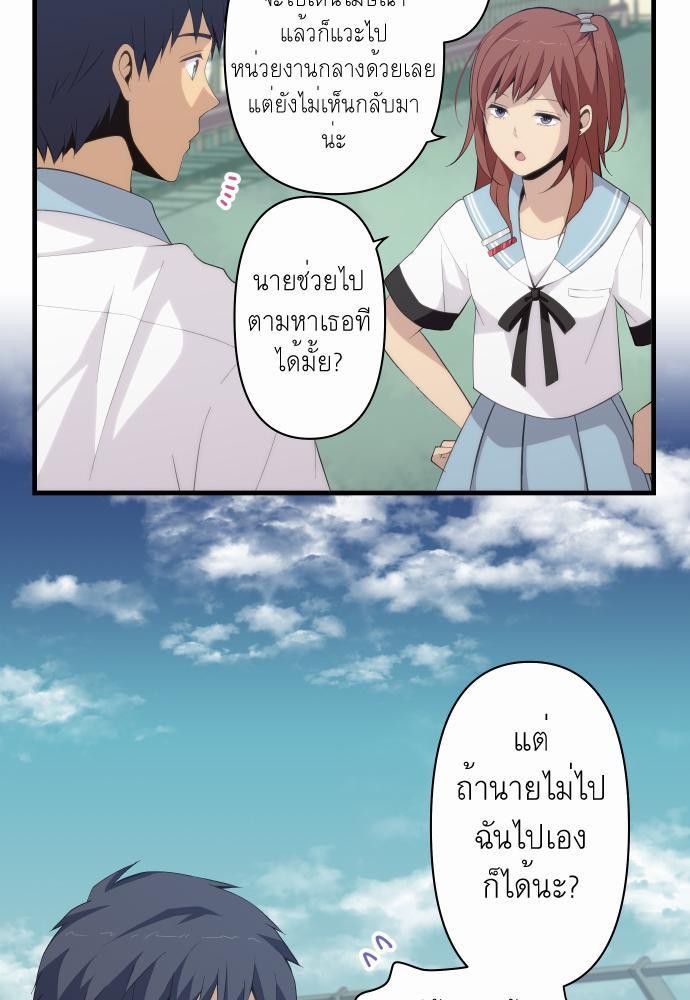 แล้วก็แวะไป
หน่วยงานกลางด้วยเลย
แต่ยังไม่เห็นกลับมา
น่ะ
นายช่วยไป
ตามหาเธอที
ได้มั้ย?
แต่
ถ้านายไม่ไป
ฉันไปเอง
ก็ได้นะ?